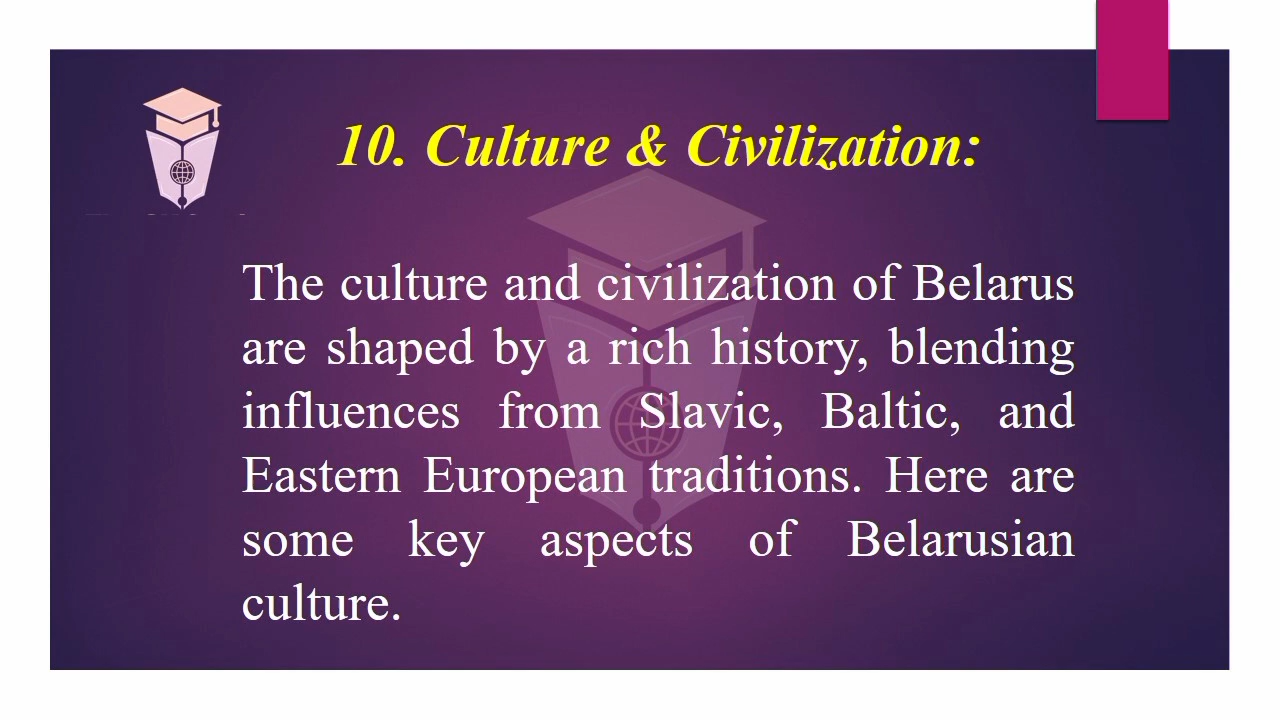 10. Culture & Civilization:
The culture and civilization of Belarus
are shaped by a rich history, blending
influences from Slavic, Baltic, and
Eastern European traditions. Here are
some key aspects of Belarusian
culture.